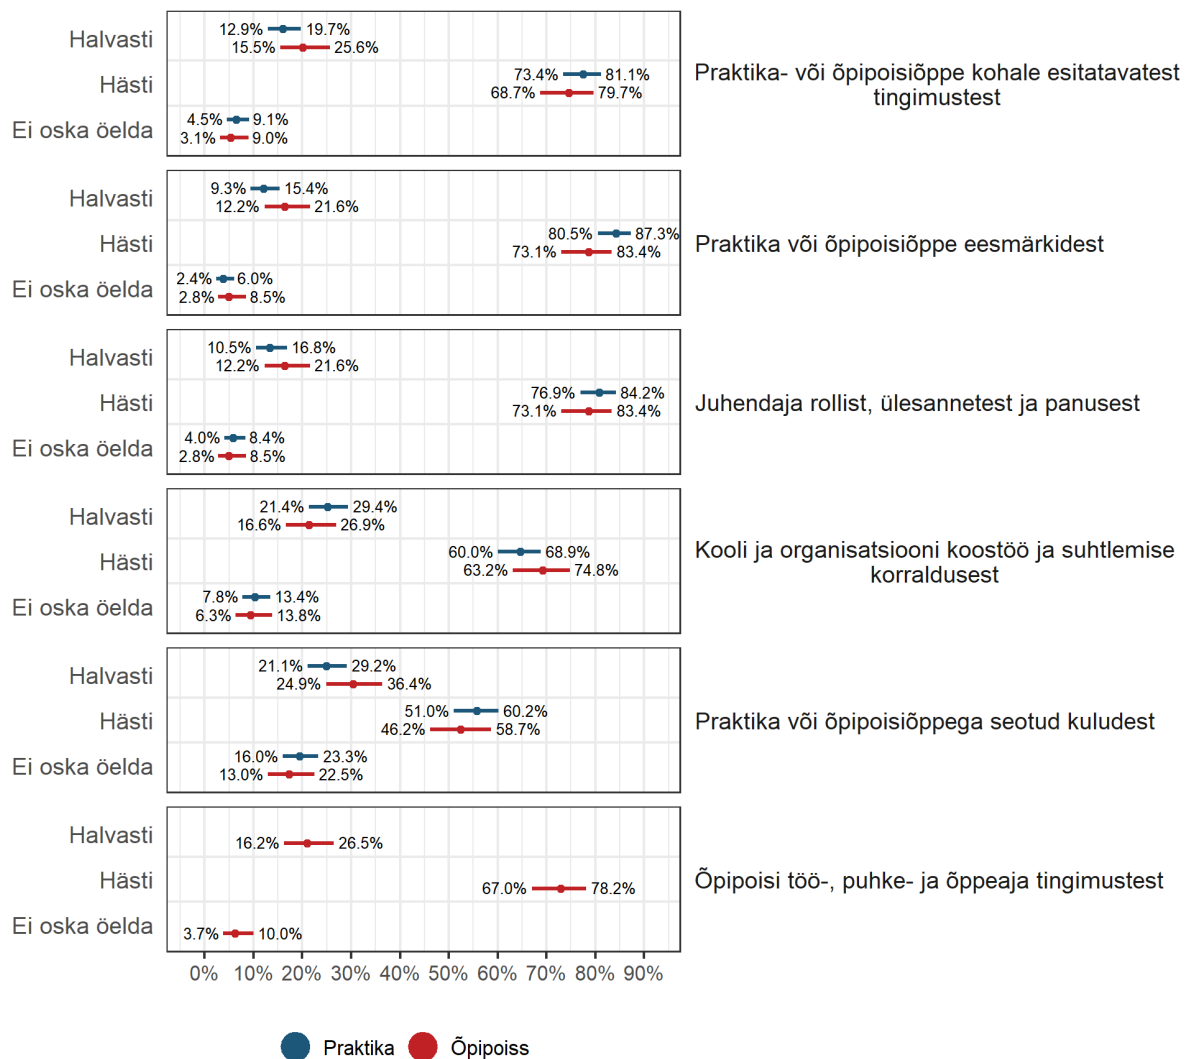 12.9% 19.7%
Halvasti
15.5% 25.6%
73.4% 81.1%
Hästi
68.7% 79.7%
Praktika- või õpipoisiõppe kohale esitatavatest
tingimustest
4.5% 9.1%
Ei oska öelda
3.1% 9.0%
9.3% 15.4%
Halvasti
12.2% 21.6%
80.5% 87.3%
Hästi
73.1% 83.4%
Praktika või õpipoisiõppe eesmärkidest
2.4% 6.0%
Ei oska öelda
2.8% 8.5%
10.5% 16.8%
Halvasti
12.2% 21.6%
76.9% 84.2%
Hästi
73.1% 83.4%
Juhendaja rollist, ülesannetest ja panusest
4.0% 8.4%
Ei oska öelda
2.8% 8.5%
21.4% 29.4%
Halvasti
16.6% 26.9%
60.0% 68.9%
Hästi
63.2% 74.8%
Kooli ja organisatsiooni koostöö ja suhtlemise
korraldusest
7.8% 13.4%
Ei oska öelda
6.3% 13.8%
21.1% 29.2%
Halvasti
24.9% 36.4%
51.0% 60.2%
Hästi
46.2% 58.7%
Praktika või õpipoisiõppega seotud kuludest
16.0% 23.3%
Ei oska öelda
13.0% 22.5%
Halvasti
16.2% 26.5%
Hästi
67.0% 78.2%
Õpipoisi töö-, puhke- ja õppeaja tingimustest
Ei oska öelda
3.7% 10.0%
0% 10% 20% 30% 40% 50% 60% 70% 80% 90%
Praktika Õpipoiss